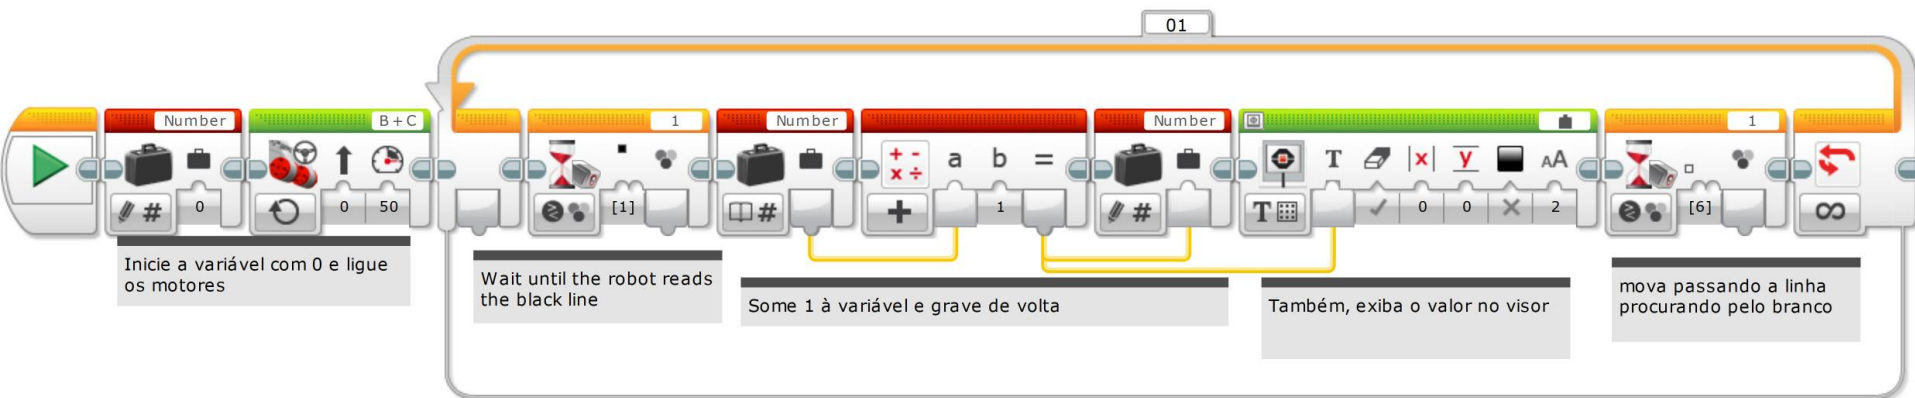 01
Number
B + C
1
Number
Number
1
+ -
x ÷
a b =
T
x
y
AA
#
0
0
50
[1]
#
+
1
#
T
0
0
2
[6]
∞
Inicie a variável com 0 e ligue
os motores
Wait until the robot reads
the black line
Some 1 à variável e grave de volta
Também, exiba o valor no visor
mova passando a linha
procurando pelo branco